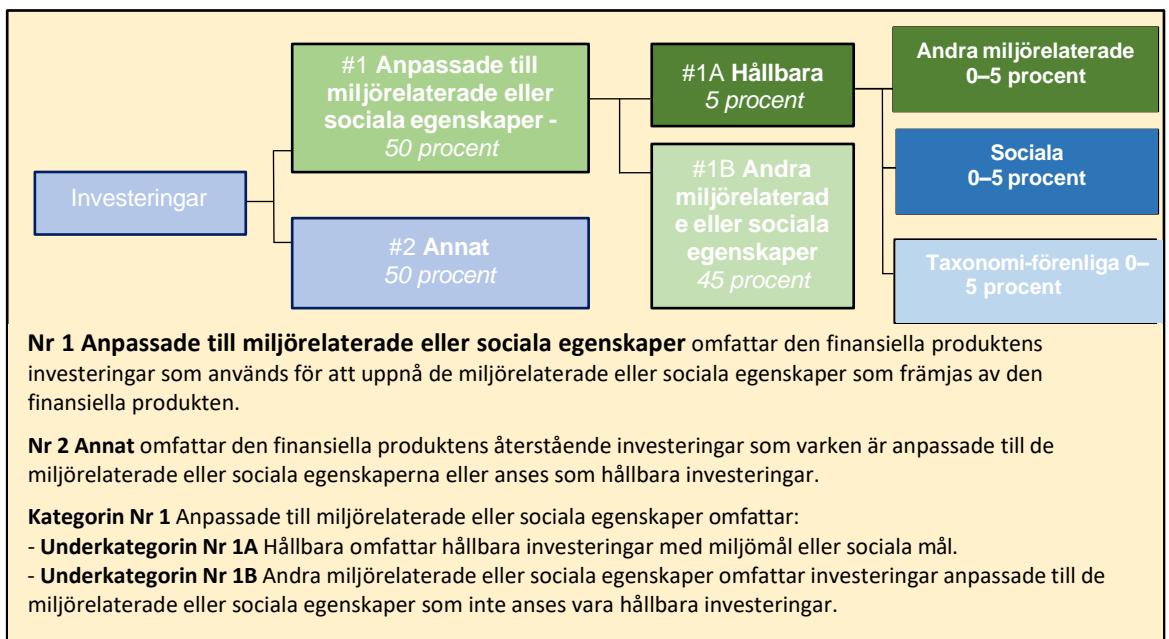 Investeringar
#1 Anpassade till
miljörelaterade eller
sociala egenskaper -
50 procent
#2 Annat
50 procent
#1A Hållbara
5 procent
#1B Andra
miljörelaterad
e eller sociala
egenskaper
45 procent
Andra miljörelaterade
0–5 procent
Sociala
0–5 procent
Taxonomi-förenliga 0–
5 procent
Nr 1 Anpassade till miljörelaterade eller sociala egenskaper omfattar den finansiella produktens
investeringar som används för att uppnå de miljörelaterade eller sociala egenskaper som främjas av den
finansiella produkten.
Nr 2 Annat omfattar den finansiella produktens återstående investeringar som varken är anpassade till de
miljörelaterade eller sociala egenskaperna eller anses som hållbara investeringar.
Kategorin Nr 1 Anpassade till miljörelaterade eller sociala egenskaper omfattar:
- Underkategorin Nr 1A Hållbara omfattar hållbara investeringar med miljömål eller sociala mål.
- Underkategorin Nr 1B Andra miljörelaterade eller sociala egenskaper omfattar investeringar anpassade till de
miljörelaterade eller sociala egenskaper som inte anses vara hållbara investeringar.